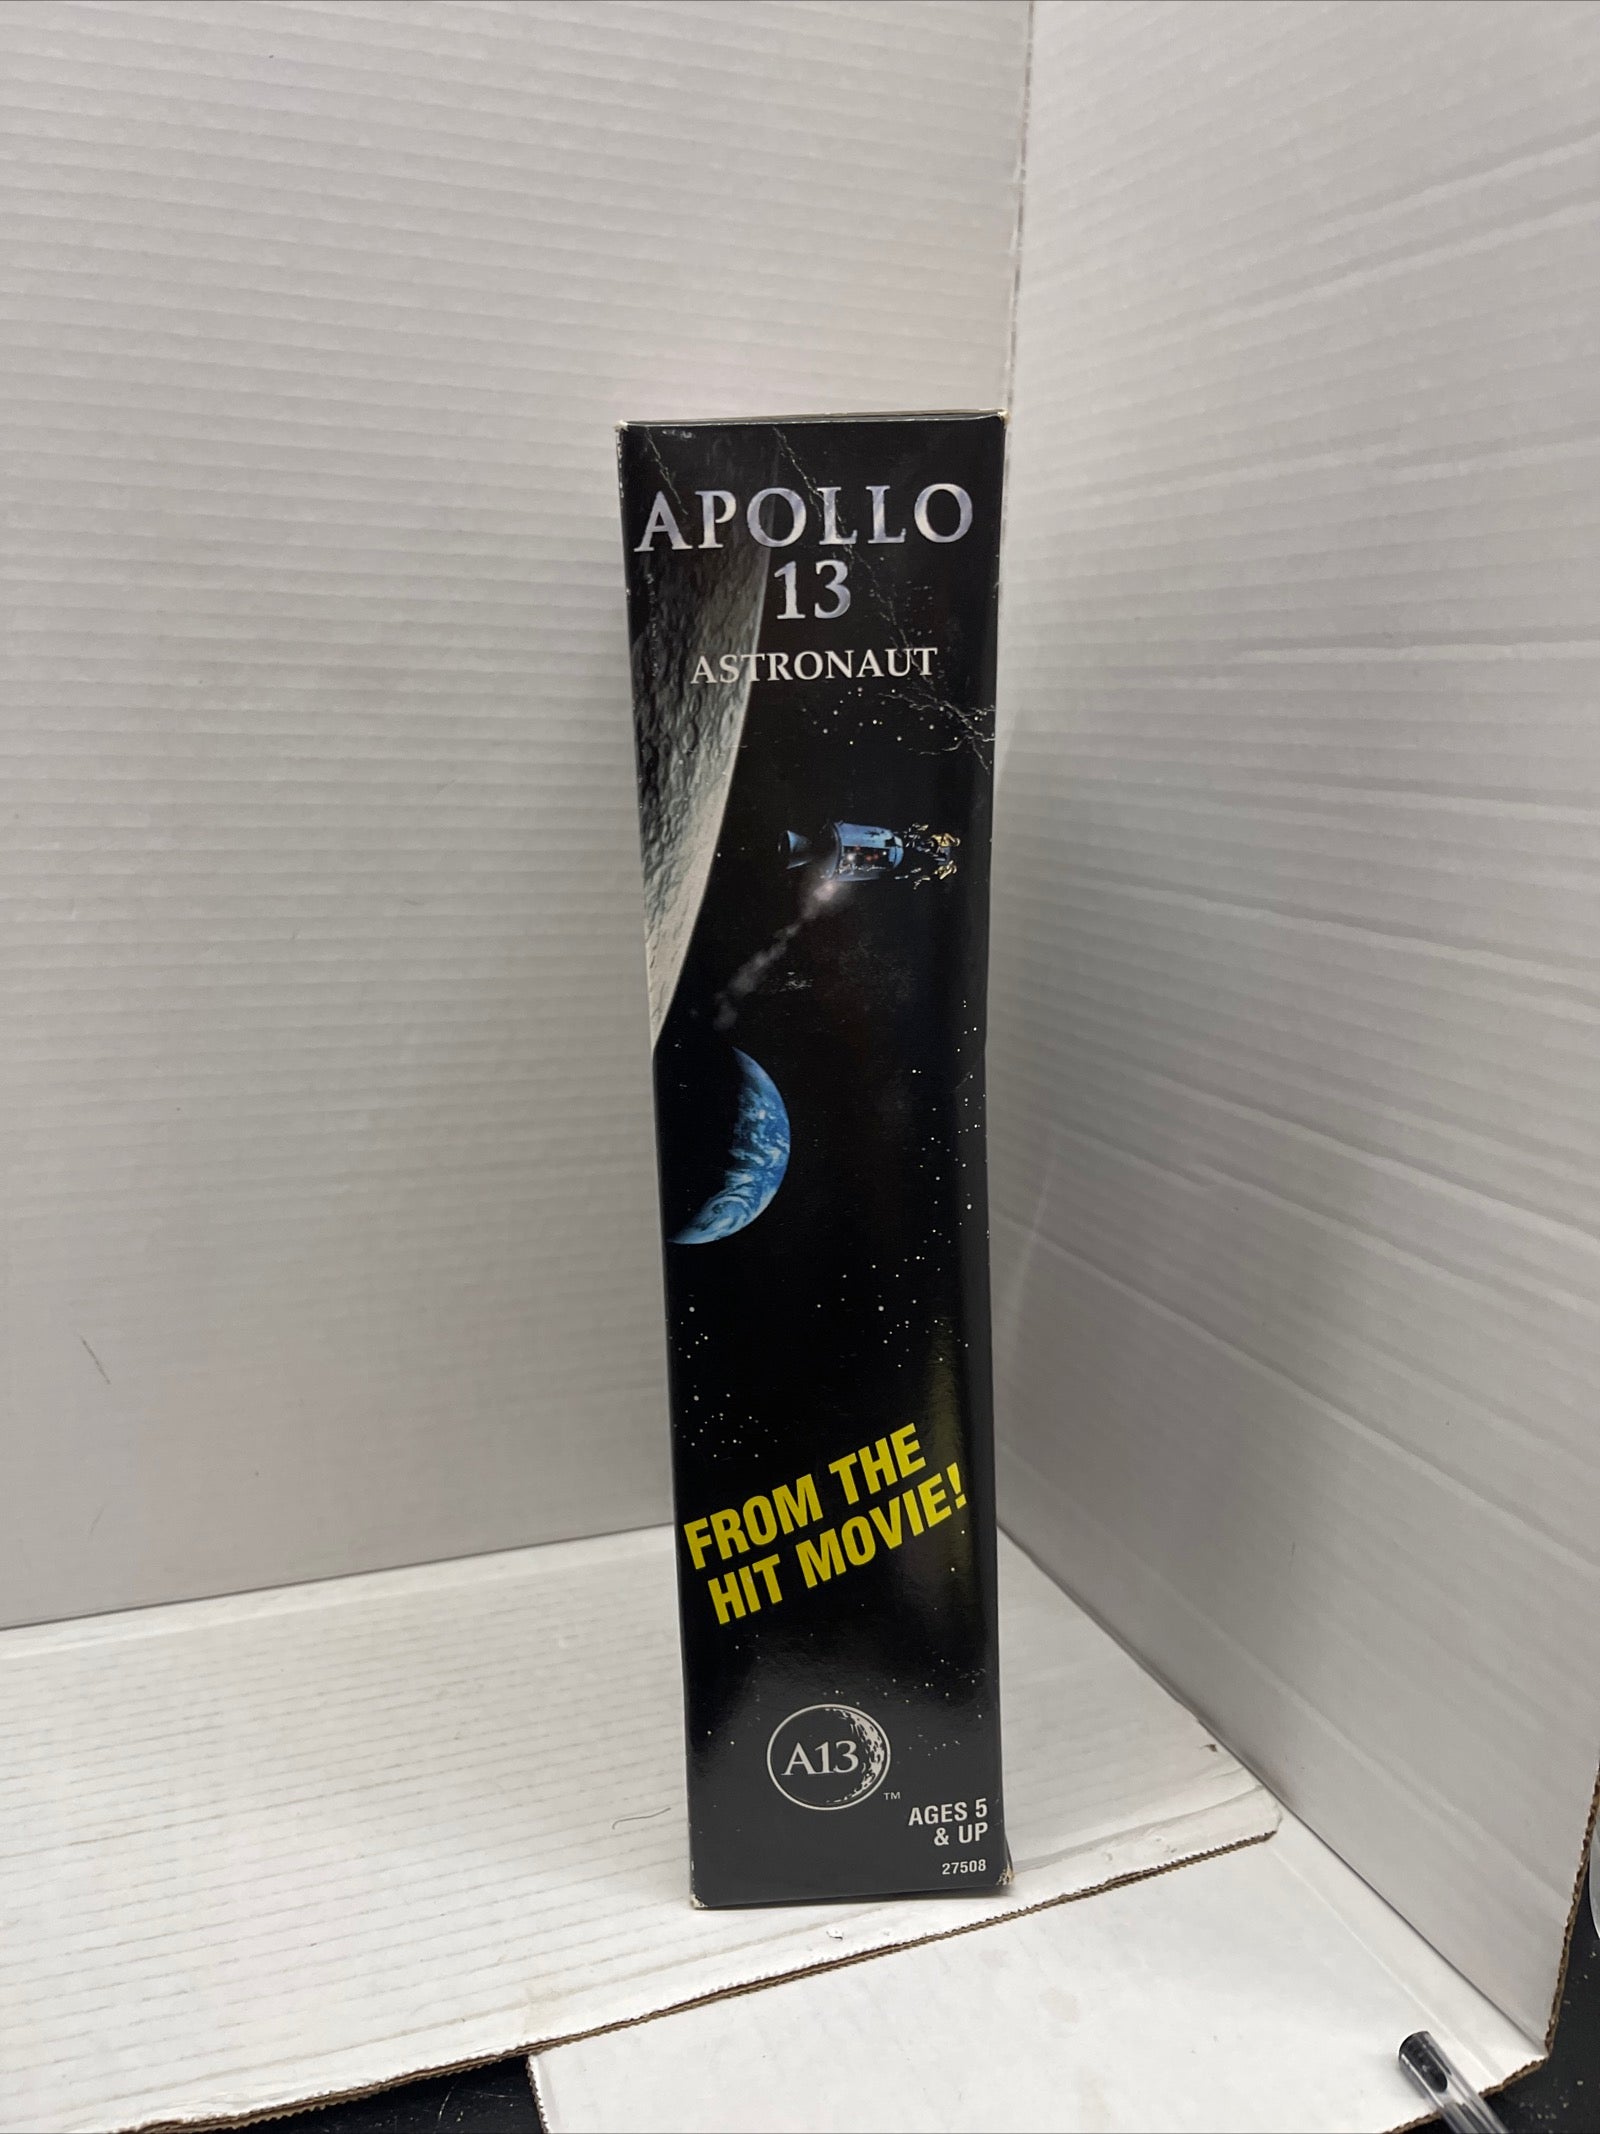 APOLLO
13
ASTRONAUT
FROM THE
HIT MOVIE!
A13
™
AGES 5
& UP
27508